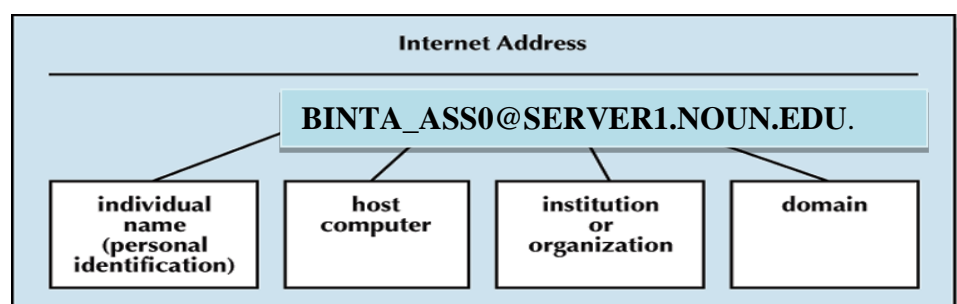 Internet Address
BINTA_ASS0@SERVER1.NOUN.EDU.
individual
name
(personal
identification)
host
computer
institution
or
organization
domain